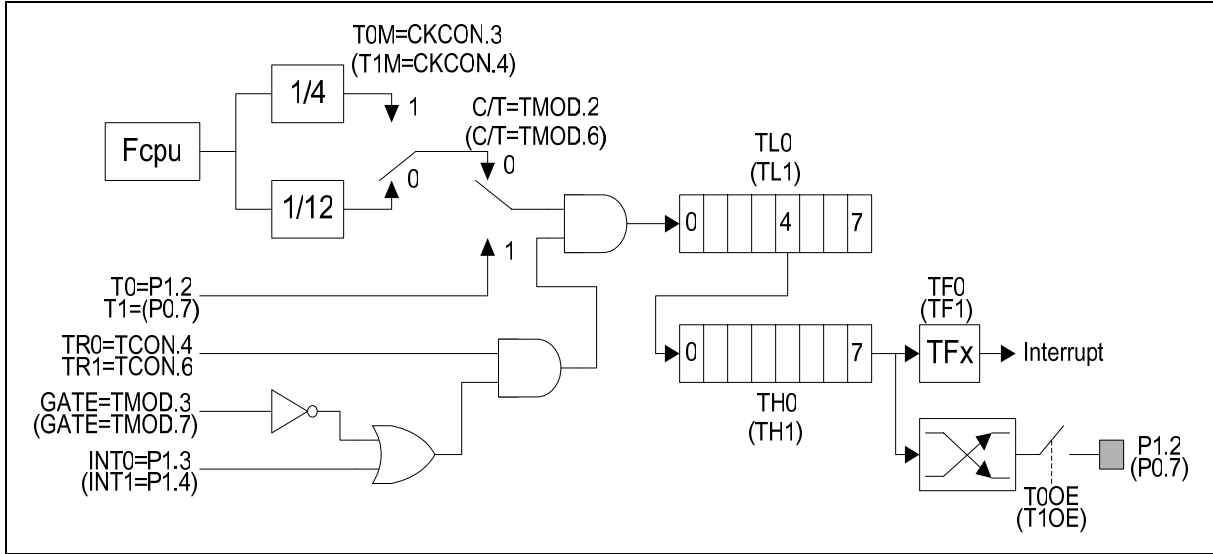 T0M=CKCON.3
(T1M=CKCON.4)
1/4
1
C/T=TMOD.2
(C/T=TMOD.6)
Fcpu
0
0
1/12
TL0
(TL1)
0 4 7
1
T0=P1.2
T1=(P0.7)
TR0=TCON.4
TR1=TCON.6
TF0
(TF1)
0 7
TFx
Interrupt
GATE=TMOD.3
(GATE=TMOD.7)
TH0
(TH1)
INT0=P1.3
(INT1=P1.4)
P1.2
(P0.7)
T0OE
(T1OE)